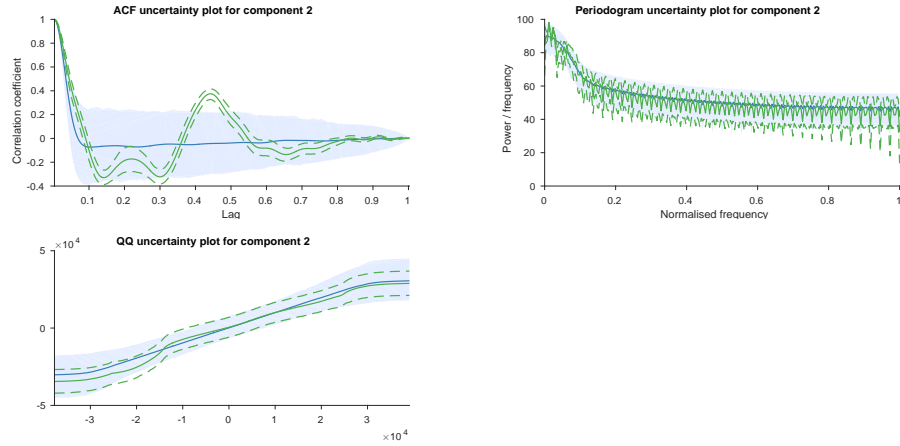 ACF uncertainty plot for component 2
1
0.8
0.6
0.4
0.2
0
-0.2
-0.4
0.1 0.2 0.3 0.4 0.5 0.6 0.7 0.8 0.9 1
Correlation coefficient
Lag
Periodogram uncertainty plot for component 2
100
80
60
40
20
0
0 0.2 0.4 0.6 0.8 1
Power / frequency
Normalised frequency
QQ uncertainty plot for component 2
×10^4
5
0
-5
-3 -2 -1 0 1 2 3
×10^4